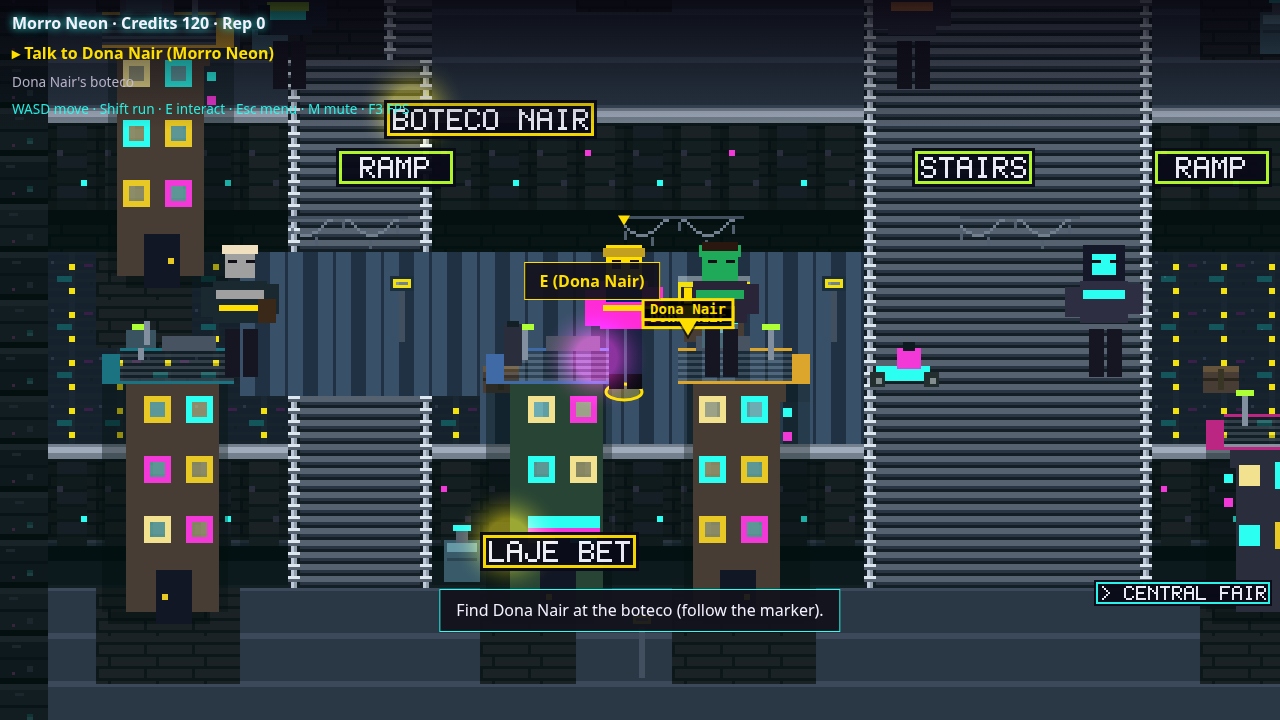 Morro Neon · Credits 120 · Rep 0
▸ Talk to Dona Nair (Morro Neon)
Dona Nair's boteco
WASD move · Shift run · E interact · Esc menu · M mute · F3 FPS
BOTECO NAIR
RAMP
STAIRS
RAMP
E (Dona Nair)
Dona Nair
LAJE BET
> CENTRAL FAIR
Find Dona Nair at the boteco (follow the marker).